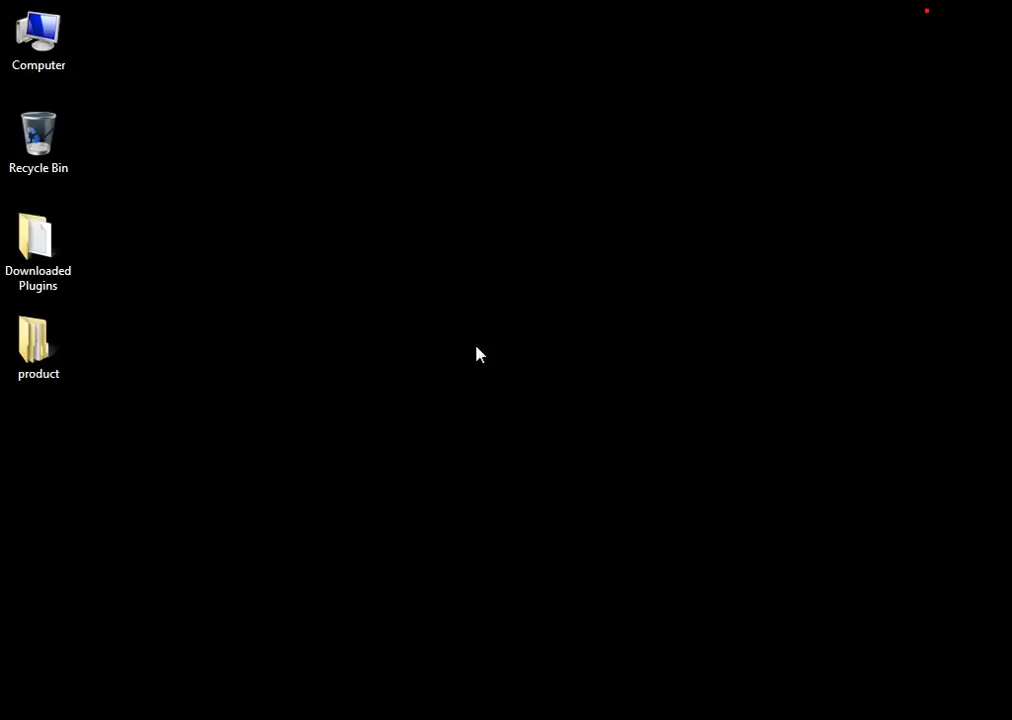 Computer
Recycle Bin
Downloaded
Plugins
product